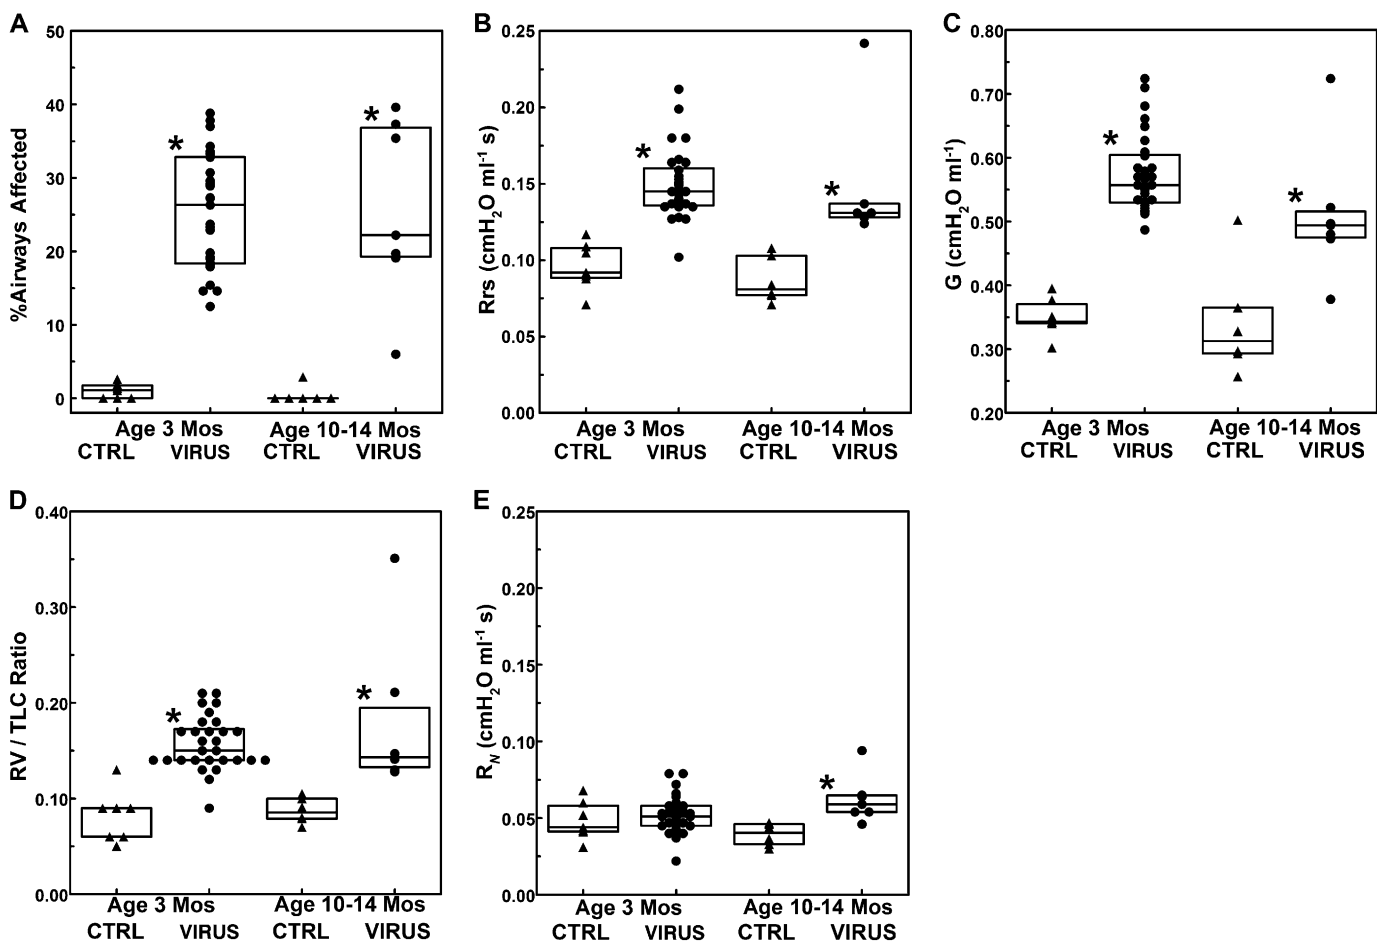 A
50
40
30
20
10
0
%Airways Affected
*
*
Age 3 Mos Age 10-14 Mos
CTRL VIRUS CTRL VIRUS
B
0.25
0.20
0.15
0.10
0.05
0.00
Rrs (cmH2O ml-1 s)
*
*
Age 3 Mos Age 10-14 Mos
CTRL VIRUS CTRL VIRUS
C
0.80
0.70
0.60
0.50
0.40
0.30
0.20
G (cmH2O ml-1)
*
*
Age 3 Mos Age 10-14 Mos
CTRL VIRUS CTRL VIRUS
D
0.40
0.30
0.20
0.10
0.00
RV / TLC Ratio
*
*
Age 3 Mos Age 10-14 Mos
CTRL VIRUS CTRL VIRUS
E
0.25
0.20
0.15
0.10
0.05
0.00
RN (cmH2O ml-1 s)
*
Age 3 Mos Age 10-14 Mos
CTRL VIRUS CTRL VIRUS